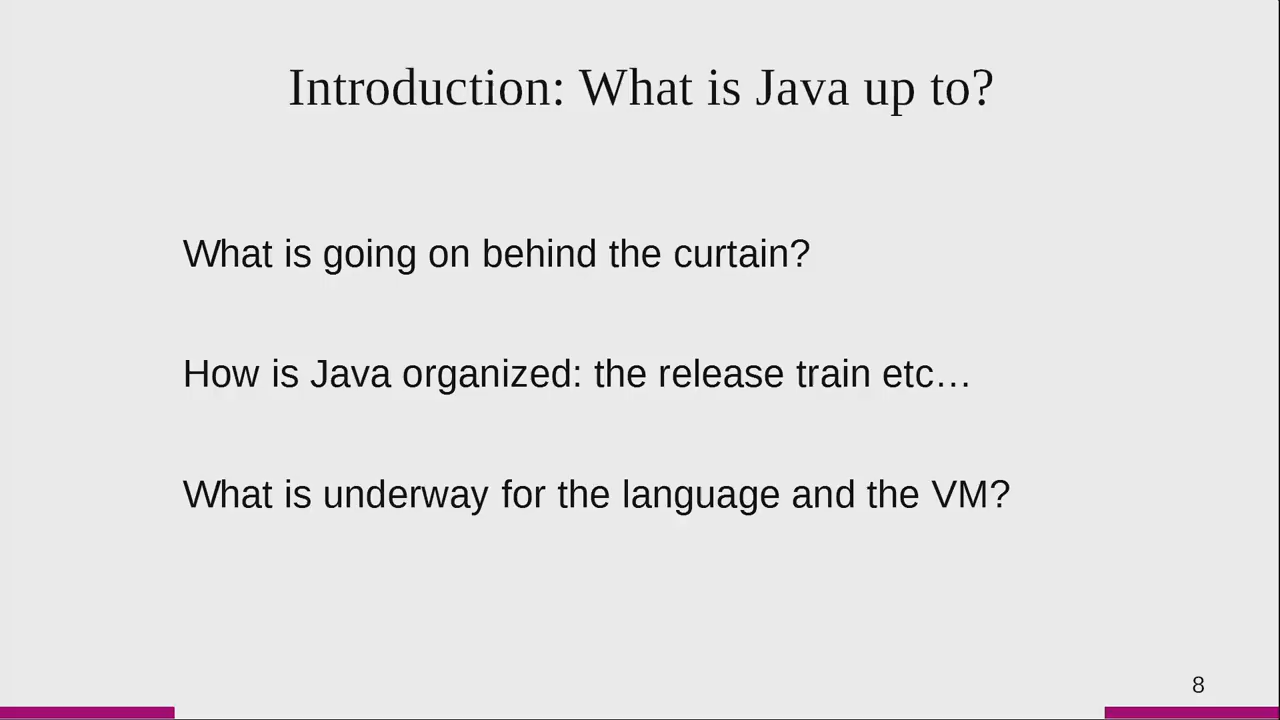 Introduction: What is Java up to?
What is going on behind the curtain?
How is Java organized: the release train etc…
What is underway for the language and the VM?
8